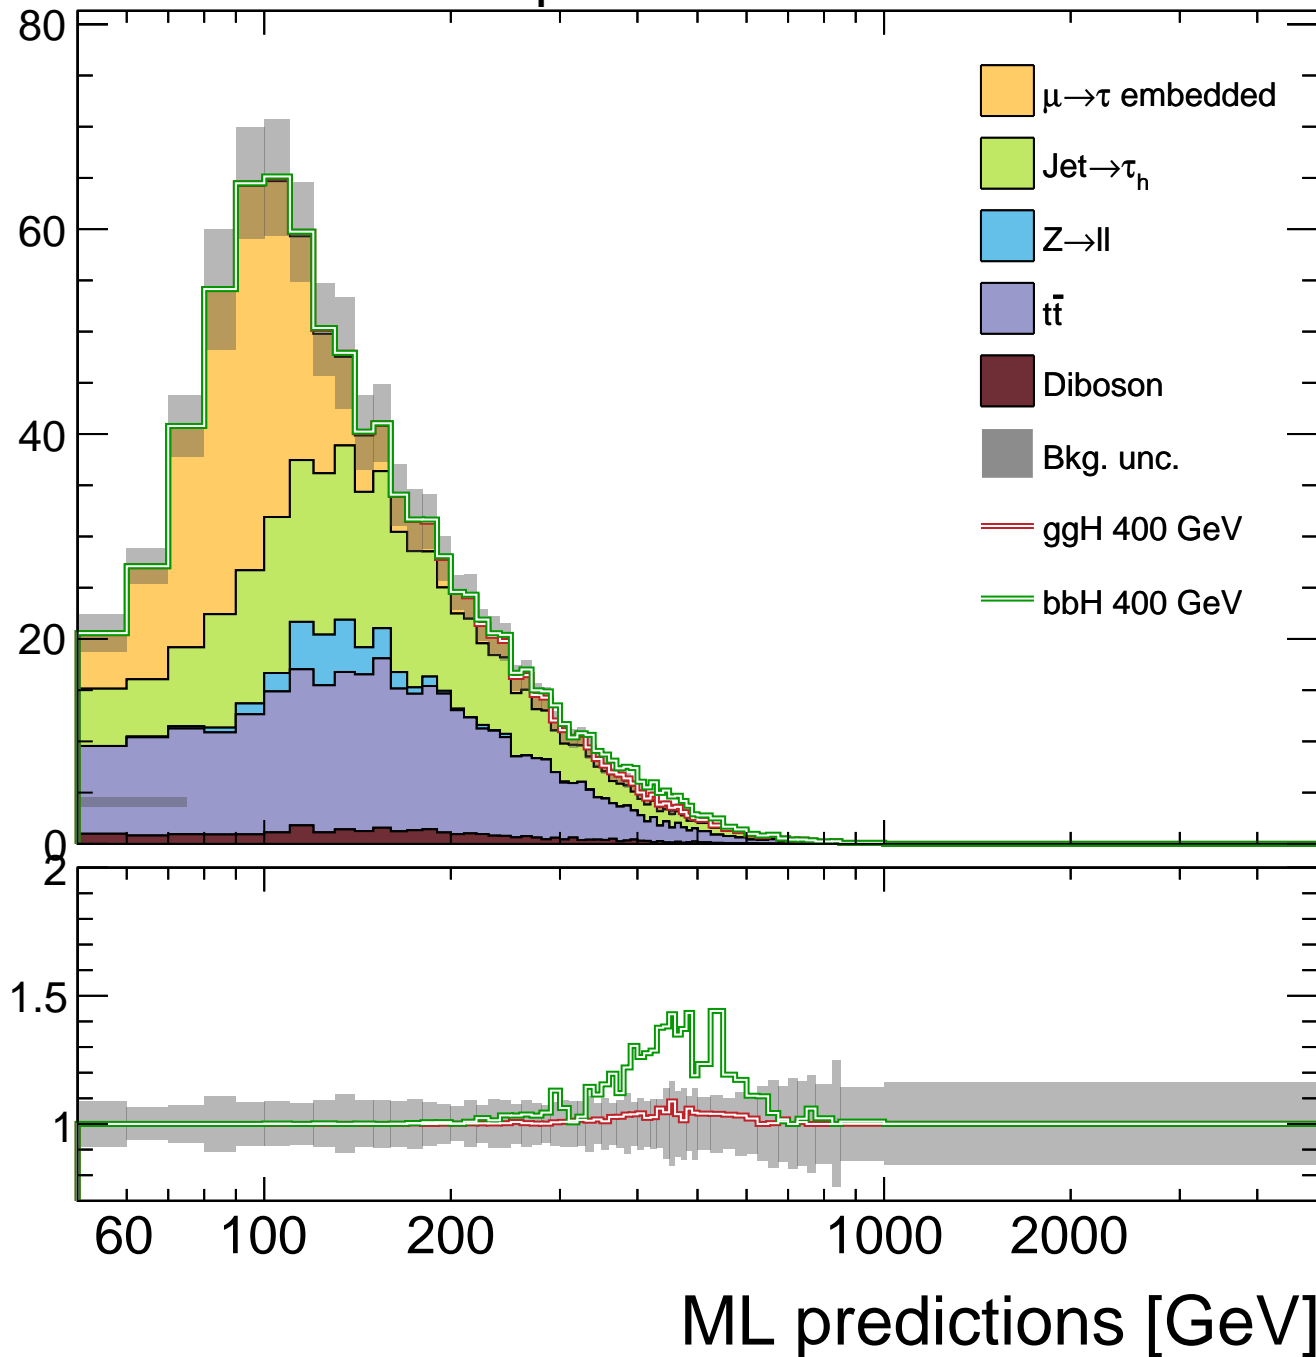 80
60
40
20
0
μ→τ embedded
Jet→τh
Z→ll
tt̄
Diboson
Bkg. unc.
ggH 400 GeV
bbH 400 GeV
2
1.5
1
60 100 200 1000 2000
ML predictions [GeV]